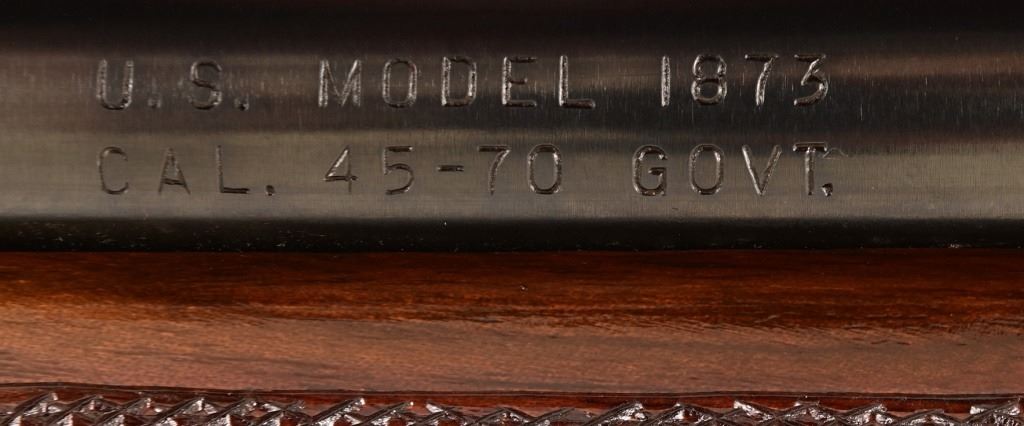 U.S. MODEL 1873
CAL. 45-70 GOVT.